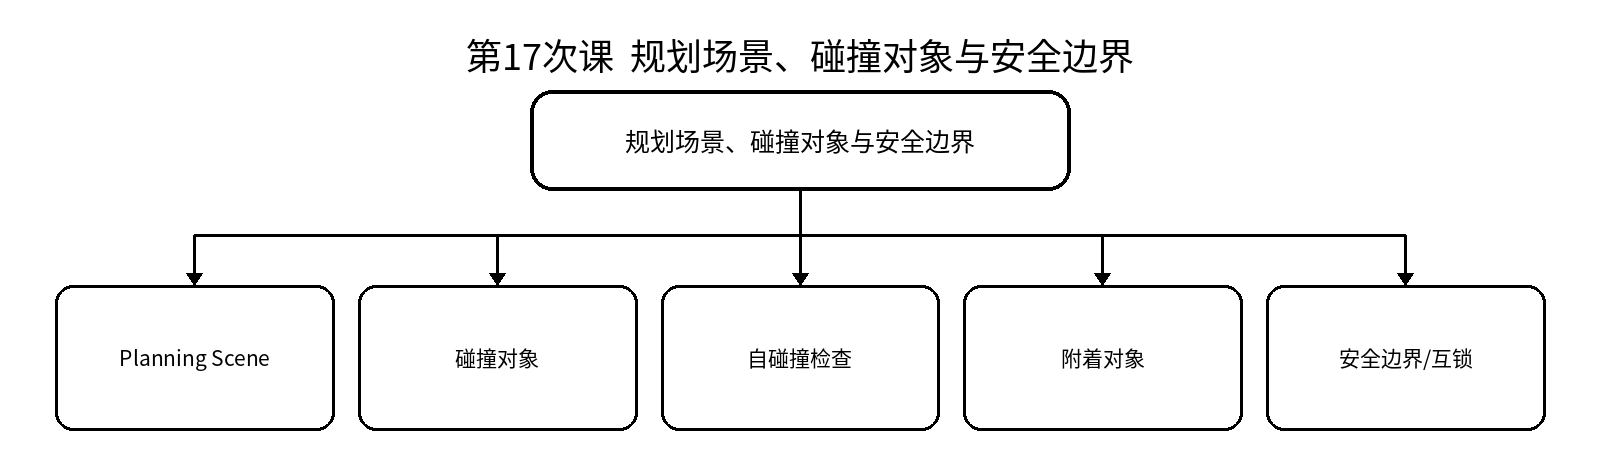 第17次课 规划场景、碰撞对象与安全边界
规划场景、碰撞对象与安全边界
Planning Scene
碰撞对象
自碰撞检查
附着对象
安全边界/互锁